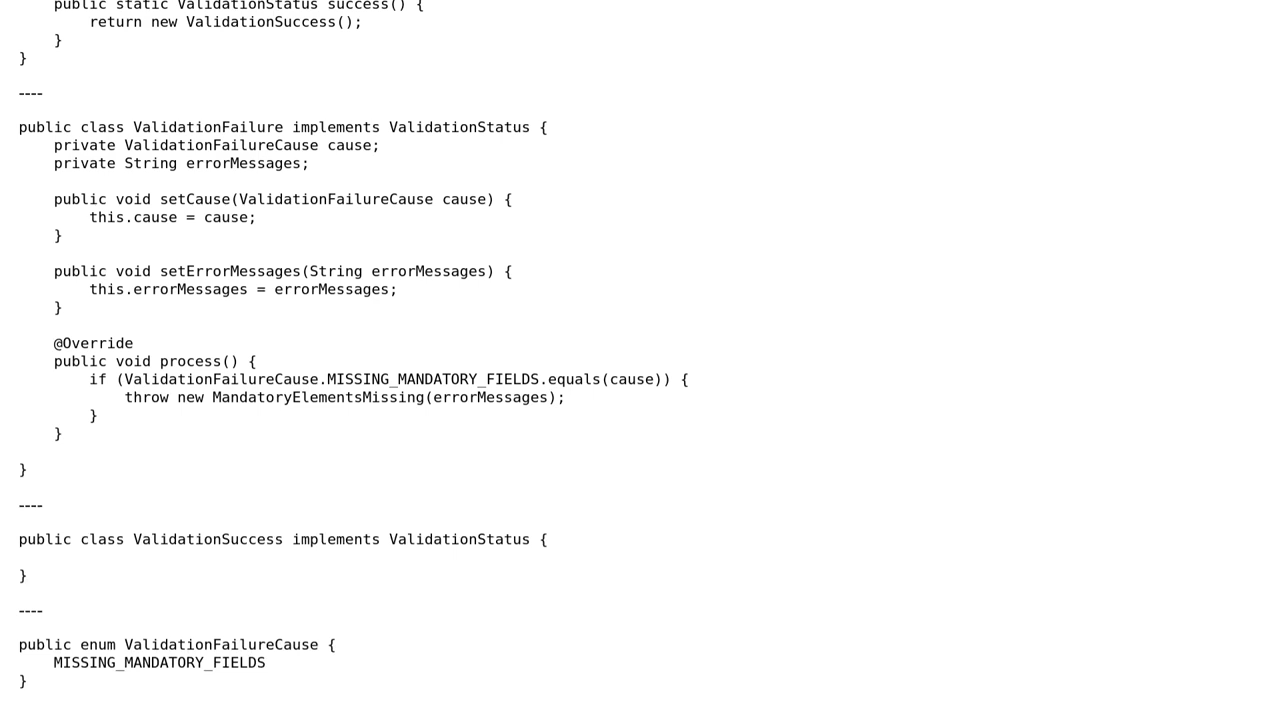 public static ValidationStatus success() {
        return new ValidationSuccess();
    }
}

----

public class ValidationFailure implements ValidationStatus {
    private ValidationFailureCause cause;
    private String errorMessages;

    public void setCause(ValidationFailureCause cause) {
        this.cause = cause;
    }

    public void setErrorMessages(String errorMessages) {
        this.errorMessages = errorMessages;
    }

    @Override
    public void process() {
        if (ValidationFailureCause.MISSING_MANDATORY_FIELDS.equals(cause)) {
            throw new MandatoryElementsMissing(errorMessages);
        }
    }

}

----

public class ValidationSuccess implements ValidationStatus {

}

----

public enum ValidationFailureCause {
    MISSING_MANDATORY_FIELDS
}